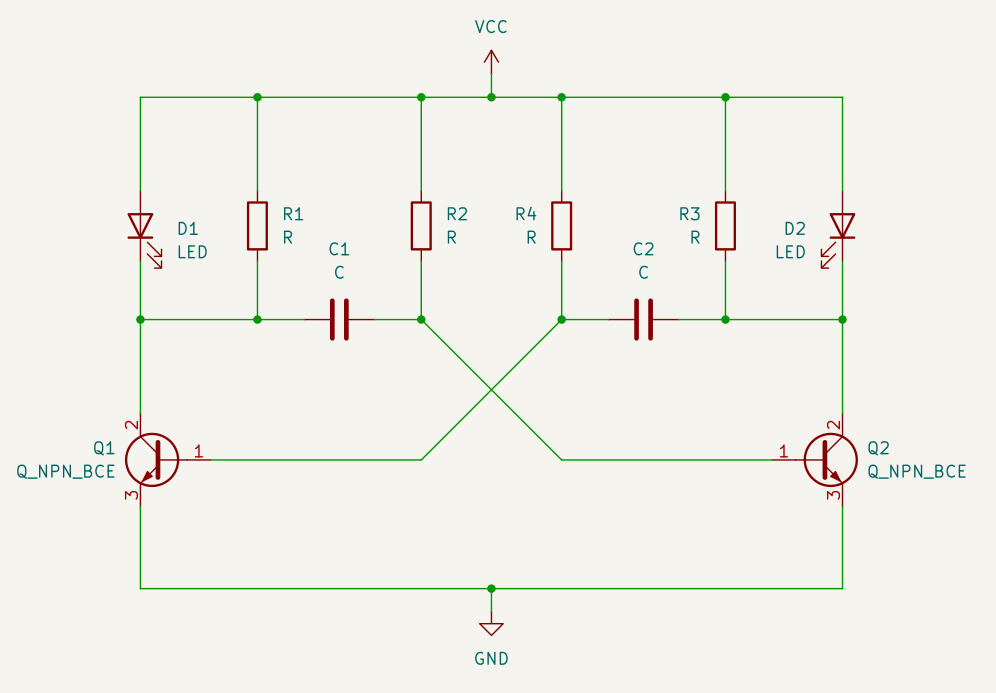 VCC
D1
LED
R1
R
C1
C
R2
R
R4
R
C2
C
R3
R
D2
LED
Q1
Q_NPN_BCE
2
1
3
1
2
3
Q2
Q_NPN_BCE
GND